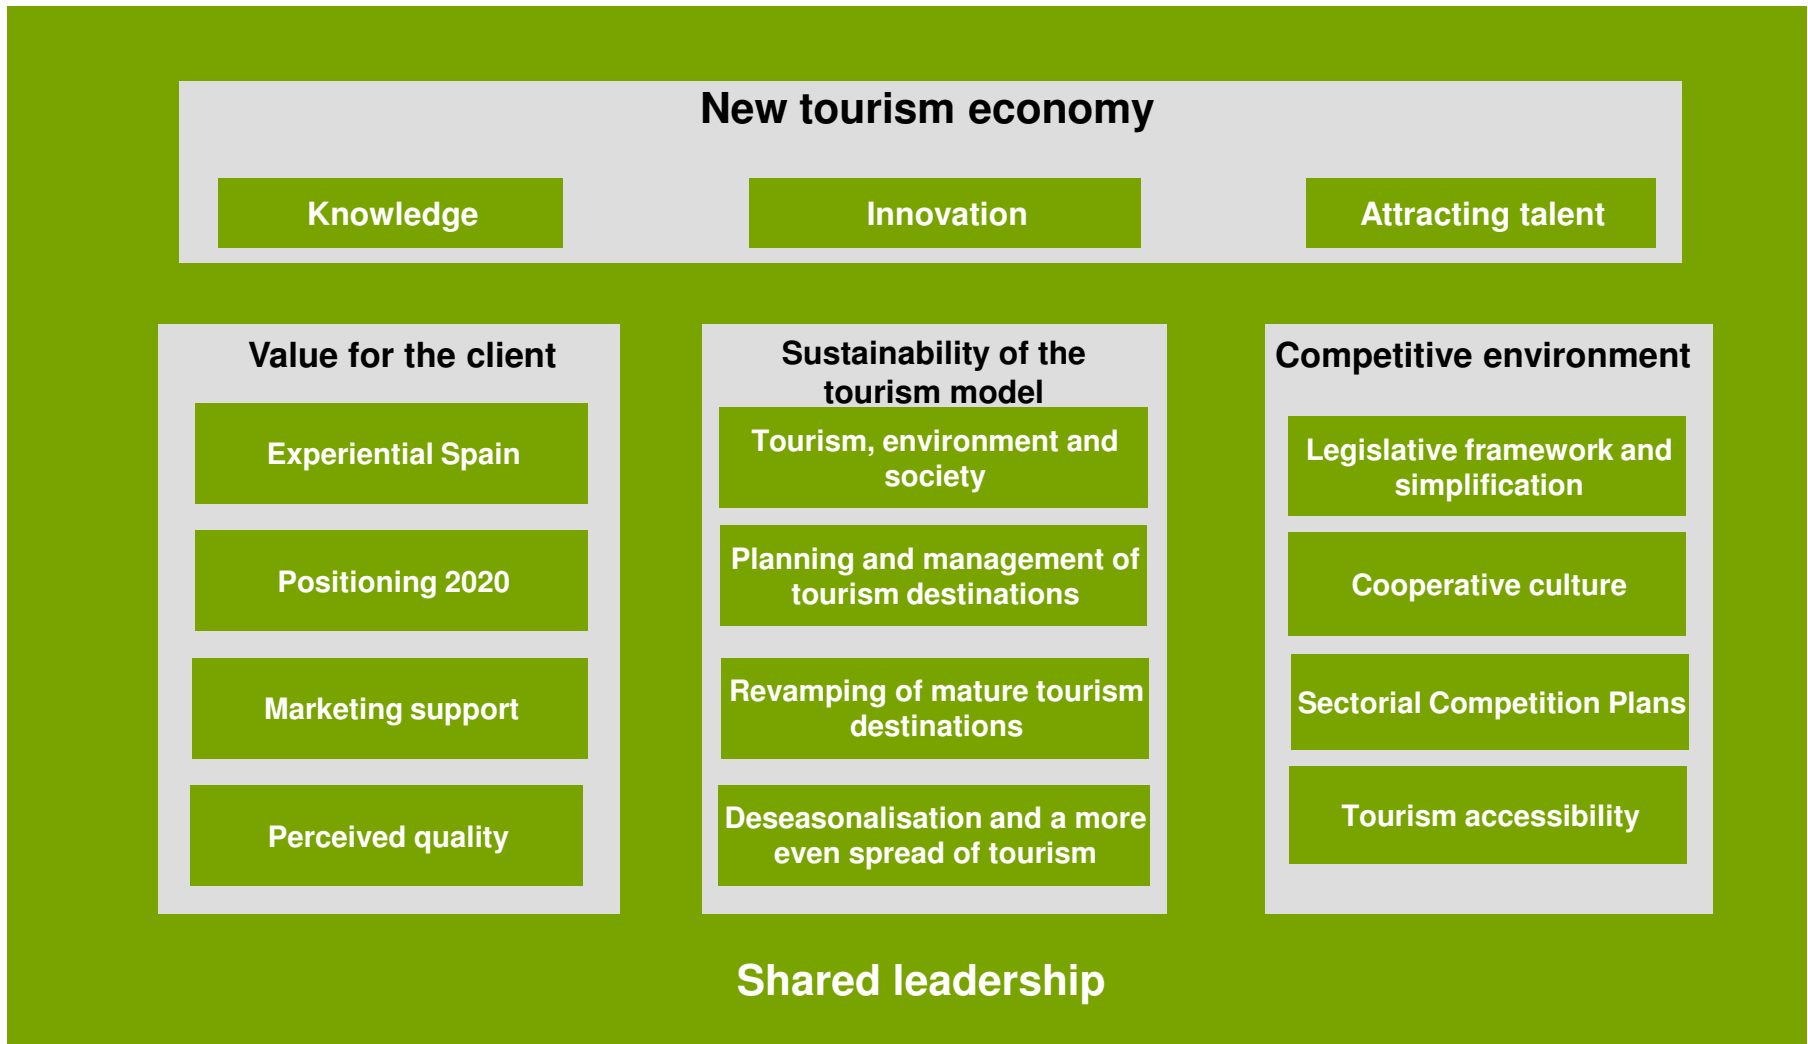 New tourism economy
Knowledge
Innovation
Attracting talent
Value for the client
Experiential Spain
Positioning 2020
Marketing support
Perceived quality
Sustainability of the
tourism model
Tourism, environment and
society
Planning and management of
tourism destinations
Revamping of mature tourism
destinations
Deseasonalisation and a more
even spread of tourism
Competitive environment
Legislative framework and
simplification
Cooperative culture
Sectorial Competition Plans
Tourism accessibility
Shared leadership